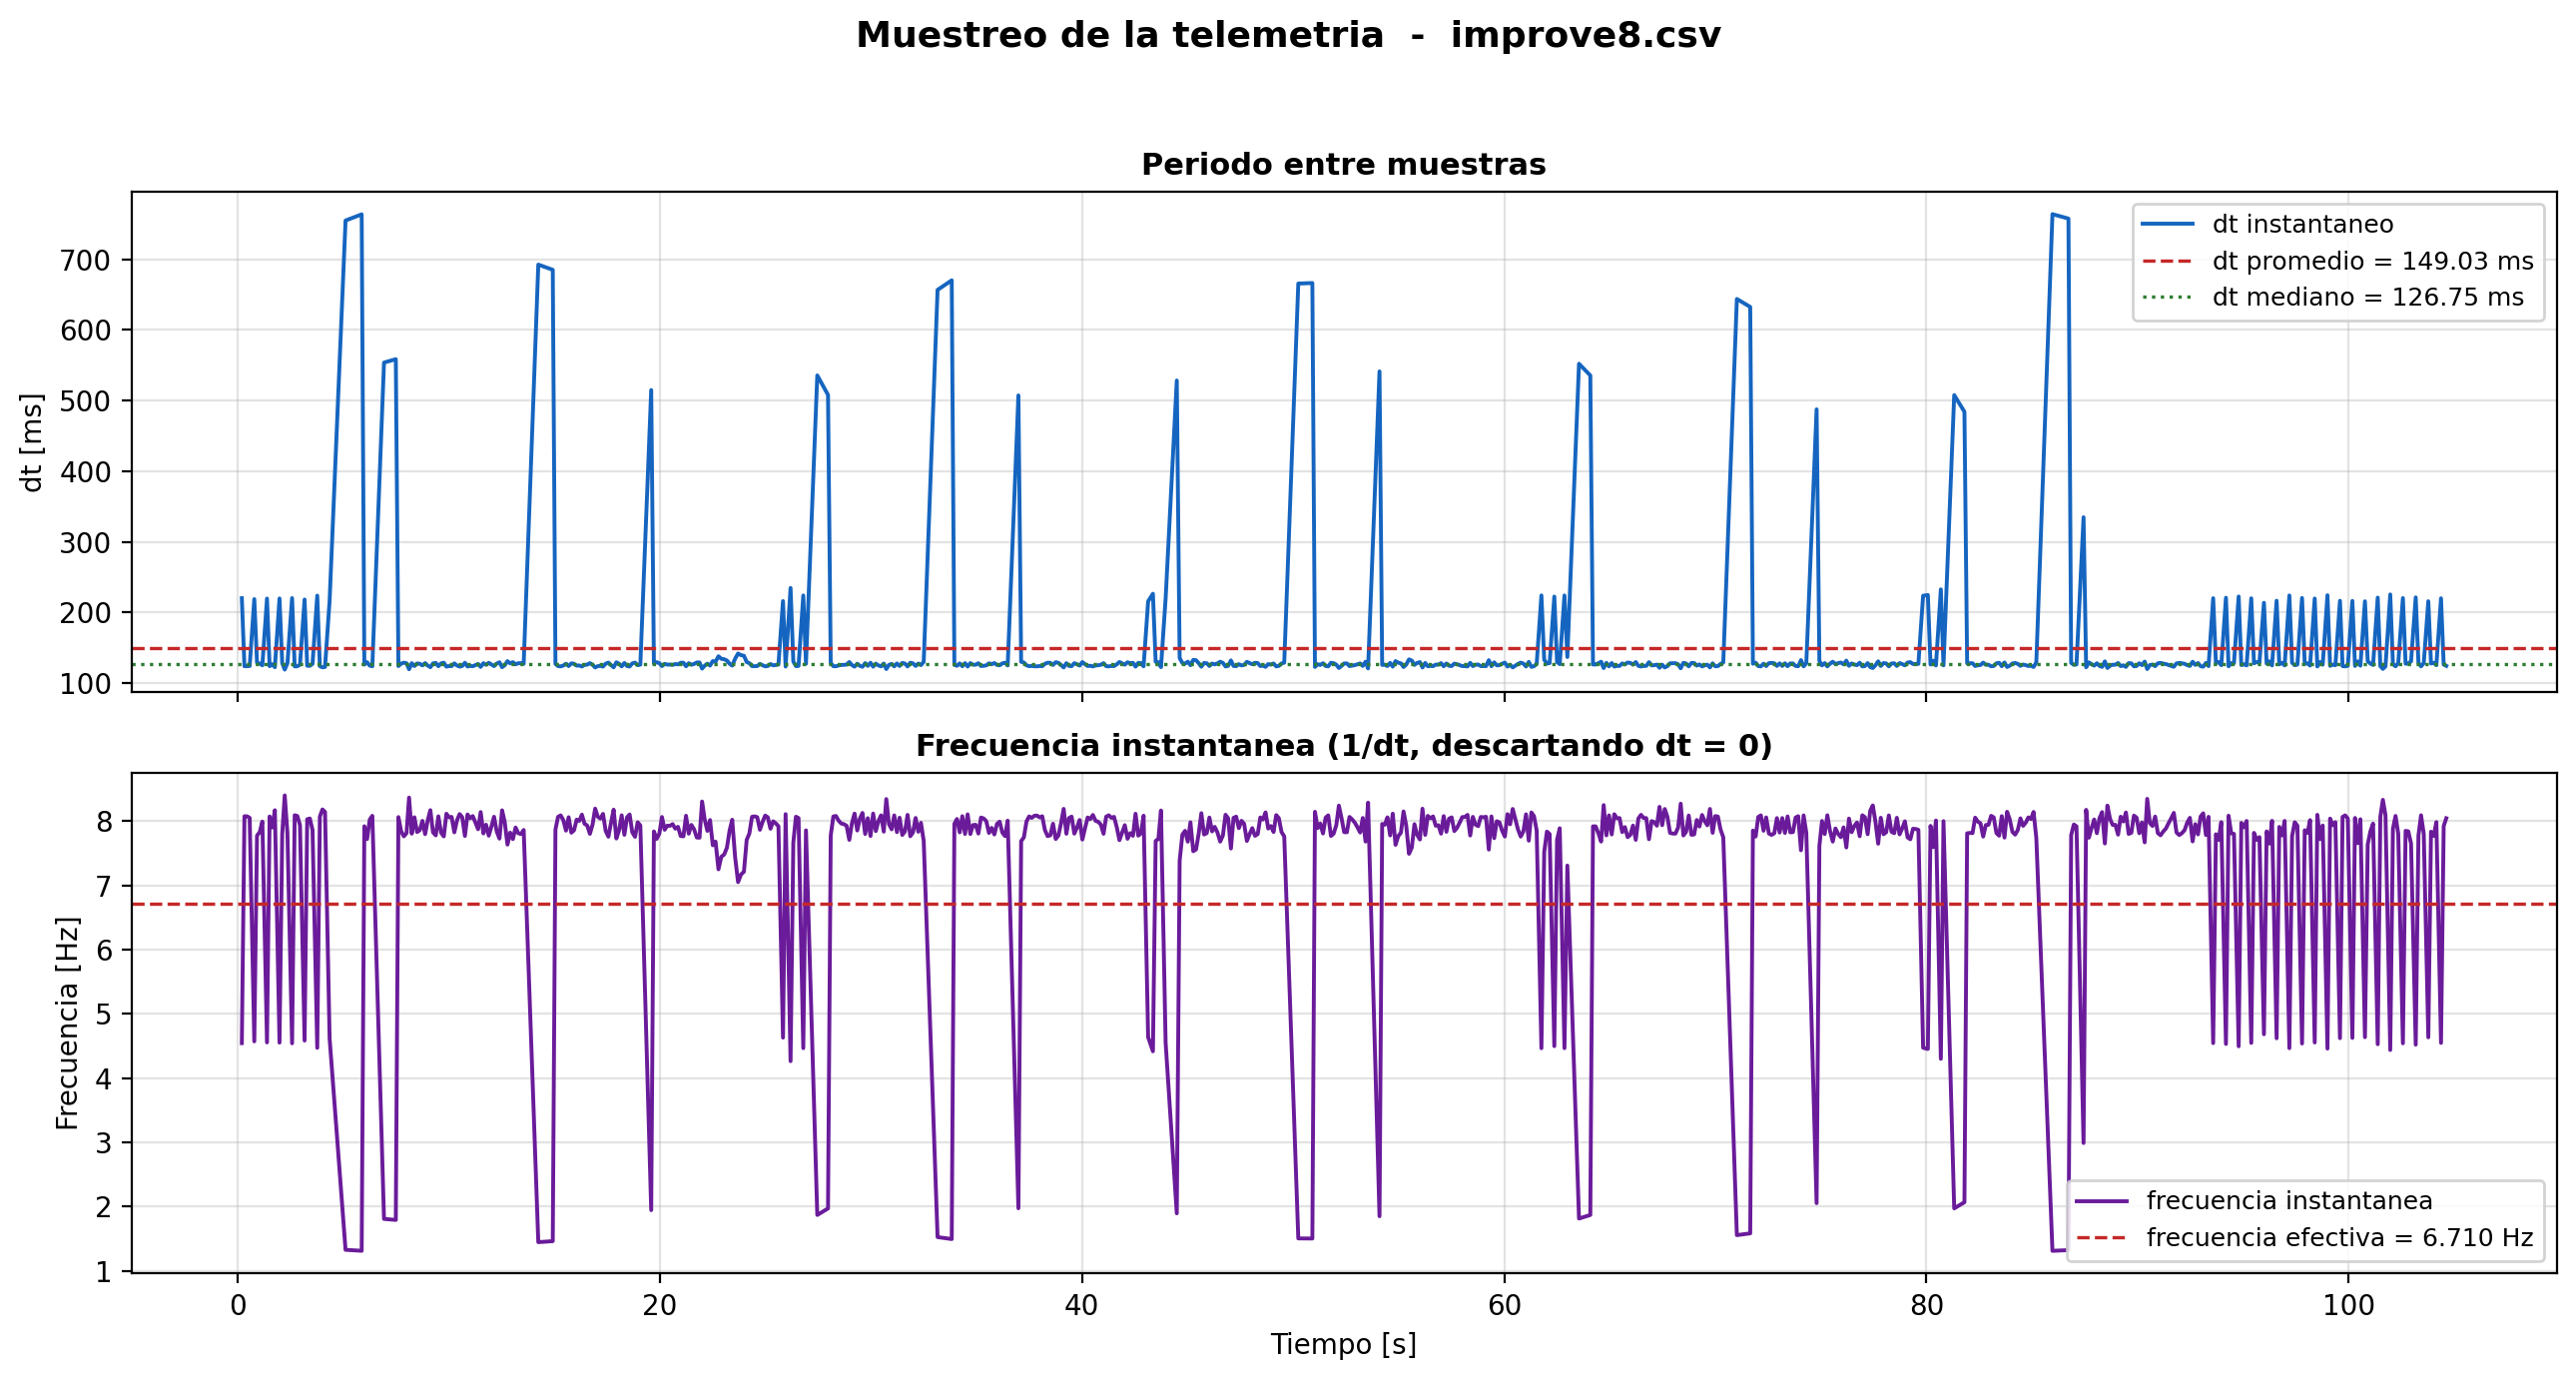 Muestreo de la telemetria  -  improve8.csv
Periodo entre muestras
dt [ms]
700
600
500
400
300
200
100
dt instantaneo
dt promedio = 149.03 ms
dt mediano = 126.75 ms
Frecuencia instantanea (1/dt, descartando dt = 0)
Frecuencia [Hz]
8
7
6
5
4
3
2
1
frecuencia instantanea
frecuencia efectiva = 6.710 Hz
0 20 40 60 80 100
Tiempo [s]